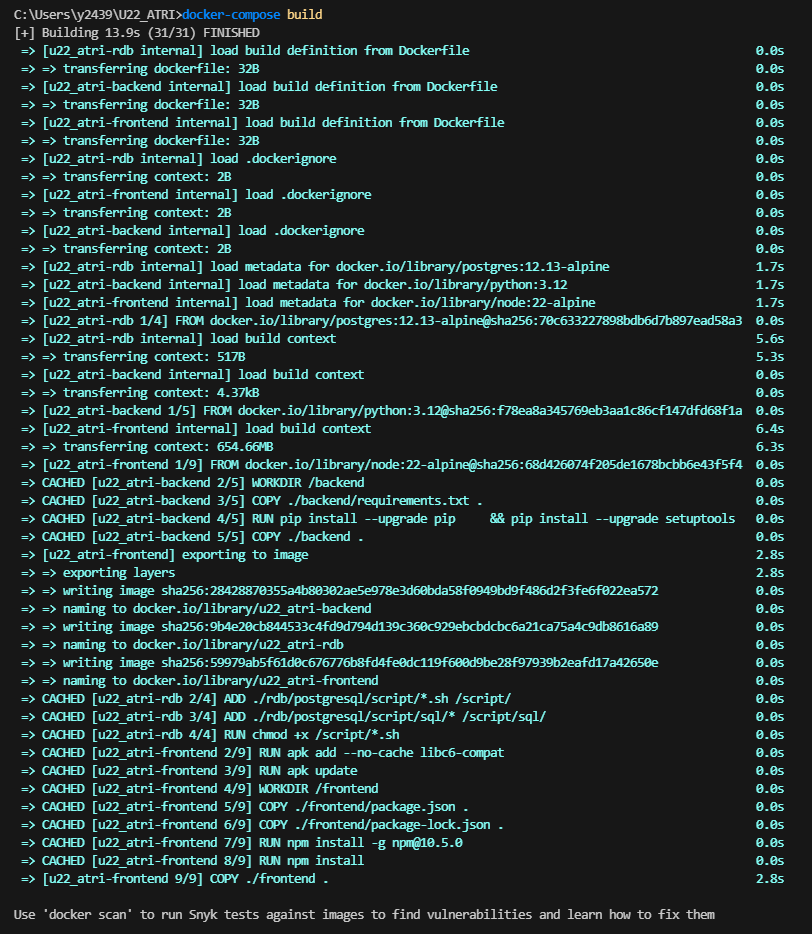 C:\Users\y2439\U22_ATRI>docker-compose build
[+] Building 13.9s (31/31) FINISHED
=> [u22_atri-rdb internal] load build definition from Dockerfile 0.0s
=> => transferring dockerfile: 32B 0.0s
=> [u22_atri-backend internal] load build definition from Dockerfile 0.0s
=> => transferring dockerfile: 32B 0.0s
=> [u22_atri-frontend internal] load build definition from Dockerfile 0.0s
=> => transferring dockerfile: 32B 0.0s
=> [u22_atri-rdb internal] load .dockerignore 0.0s
=> => transferring context: 2B 0.0s
=> [u22_atri-frontend internal] load .dockerignore 0.0s
=> => transferring context: 2B 0.0s
=> [u22_atri-backend internal] load .dockerignore 0.0s
=> => transferring context: 2B 0.0s
=> [u22_atri-rdb internal] load metadata for docker.io/library/postgres:12.13-alpine 1.7s
=> [u22_atri-backend internal] load metadata for docker.io/library/python:3.12 1.7s
=> [u22_atri-frontend internal] load metadata for docker.io/library/node:22-alpine 1.7s
=> [u22_atri-rdb 1/4] FROM docker.io/library/postgres:12.13-alpine@sha256:70c633227898bdb6d7b897ead58a3 0.0s
=> [u22_atri-rdb internal] load build context 5.6s
=> => transferring context: 517B 5.3s
=> [u22_atri-backend internal] load build context 0.0s
=> => transferring context: 4.37kB 0.0s
=> [u22_atri-backend 1/5] FROM docker.io/library/python:3.12@sha256:f78ea8a345769eb3aa1c86cf147dfd68f1a 0.0s
=> [u22_atri-frontend internal] load build context 6.4s
=> => transferring context: 654.66MB 6.3s
=> [u22_atri-frontend 1/9] FROM docker.io/library/node:22-alpine@sha256:68d426074f205de1678bcbb6e43f5f4 0.0s
=> CACHED [u22_atri-backend 2/5] WORKDIR /backend 0.0s
=> CACHED [u22_atri-backend 3/5] COPY ./backend/requirements.txt . 0.0s
=> CACHED [u22_atri-backend 4/5] RUN pip install --upgrade pip     && pip install --upgrade setuptools 0.0s
=> CACHED [u22_atri-backend 5/5] COPY ./backend . 0.0s
=> [u22_atri-frontend] exporting to image 2.8s
=> => exporting layers 2.8s
=> => writing image sha256:28428870355a4b80302ae5e978e3d60bda58f0949bd9f486d2f3fe6f022ea572 0.0s
=> => naming to docker.io/library/u22_atri-backend 0.0s
=> => writing image sha256:9b4e20cb844533c4fd9d794d139c360c929ebcbdcbc6a21ca75a4c9db8616a89 0.0s
=> => naming to docker.io/library/u22_atri-rdb 0.0s
=> => writing image sha256:59979ab5f61d0c676776b8fd4fe0dc119f600d9be28f97939b2eafd17a42650e 0.0s
=> => naming to docker.io/library/u22_atri-frontend 0.0s
=> CACHED [u22_atri-rdb 2/4] ADD ./rdb/postgresql/script/*.sh /script/ 0.0s
=> CACHED [u22_atri-rdb 3/4] ADD ./rdb/postgresql/script/sql/* /script/sql/ 0.0s
=> CACHED [u22_atri-rdb 4/4] RUN chmod +x /script/*.sh 0.0s
=> CACHED [u22_atri-frontend 2/9] RUN apk add --no-cache libc6-compat 0.0s
=> CACHED [u22_atri-frontend 3/9] RUN apk update 0.0s
=> CACHED [u22_atri-frontend 4/9] WORKDIR /frontend 0.0s
=> CACHED [u22_atri-frontend 5/9] COPY ./frontend/package.json . 0.0s
=> CACHED [u22_atri-frontend 6/9] COPY ./frontend/package-lock.json . 0.0s
=> CACHED [u22_atri-frontend 7/9] RUN npm install -g npm@10.5.0 0.0s
=> CACHED [u22_atri-frontend 8/9] RUN npm install 0.0s
=> [u22_atri-frontend 9/9] COPY ./frontend . 2.8s
Use 'docker scan' to run Snyk tests against images to find vulnerabilities and learn how to fix them